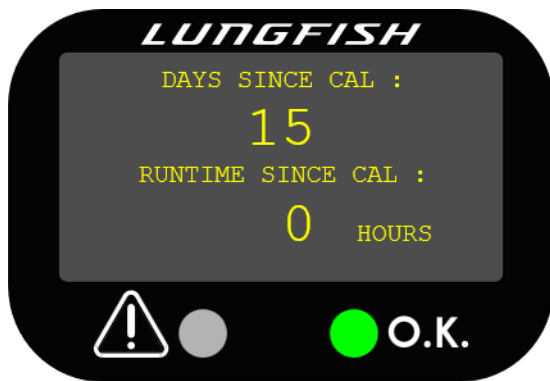 LUNGFISH
DAYS SINCE CAL :
15
RUNTIME SINCE CAL :
0 HOURS
! O.K.